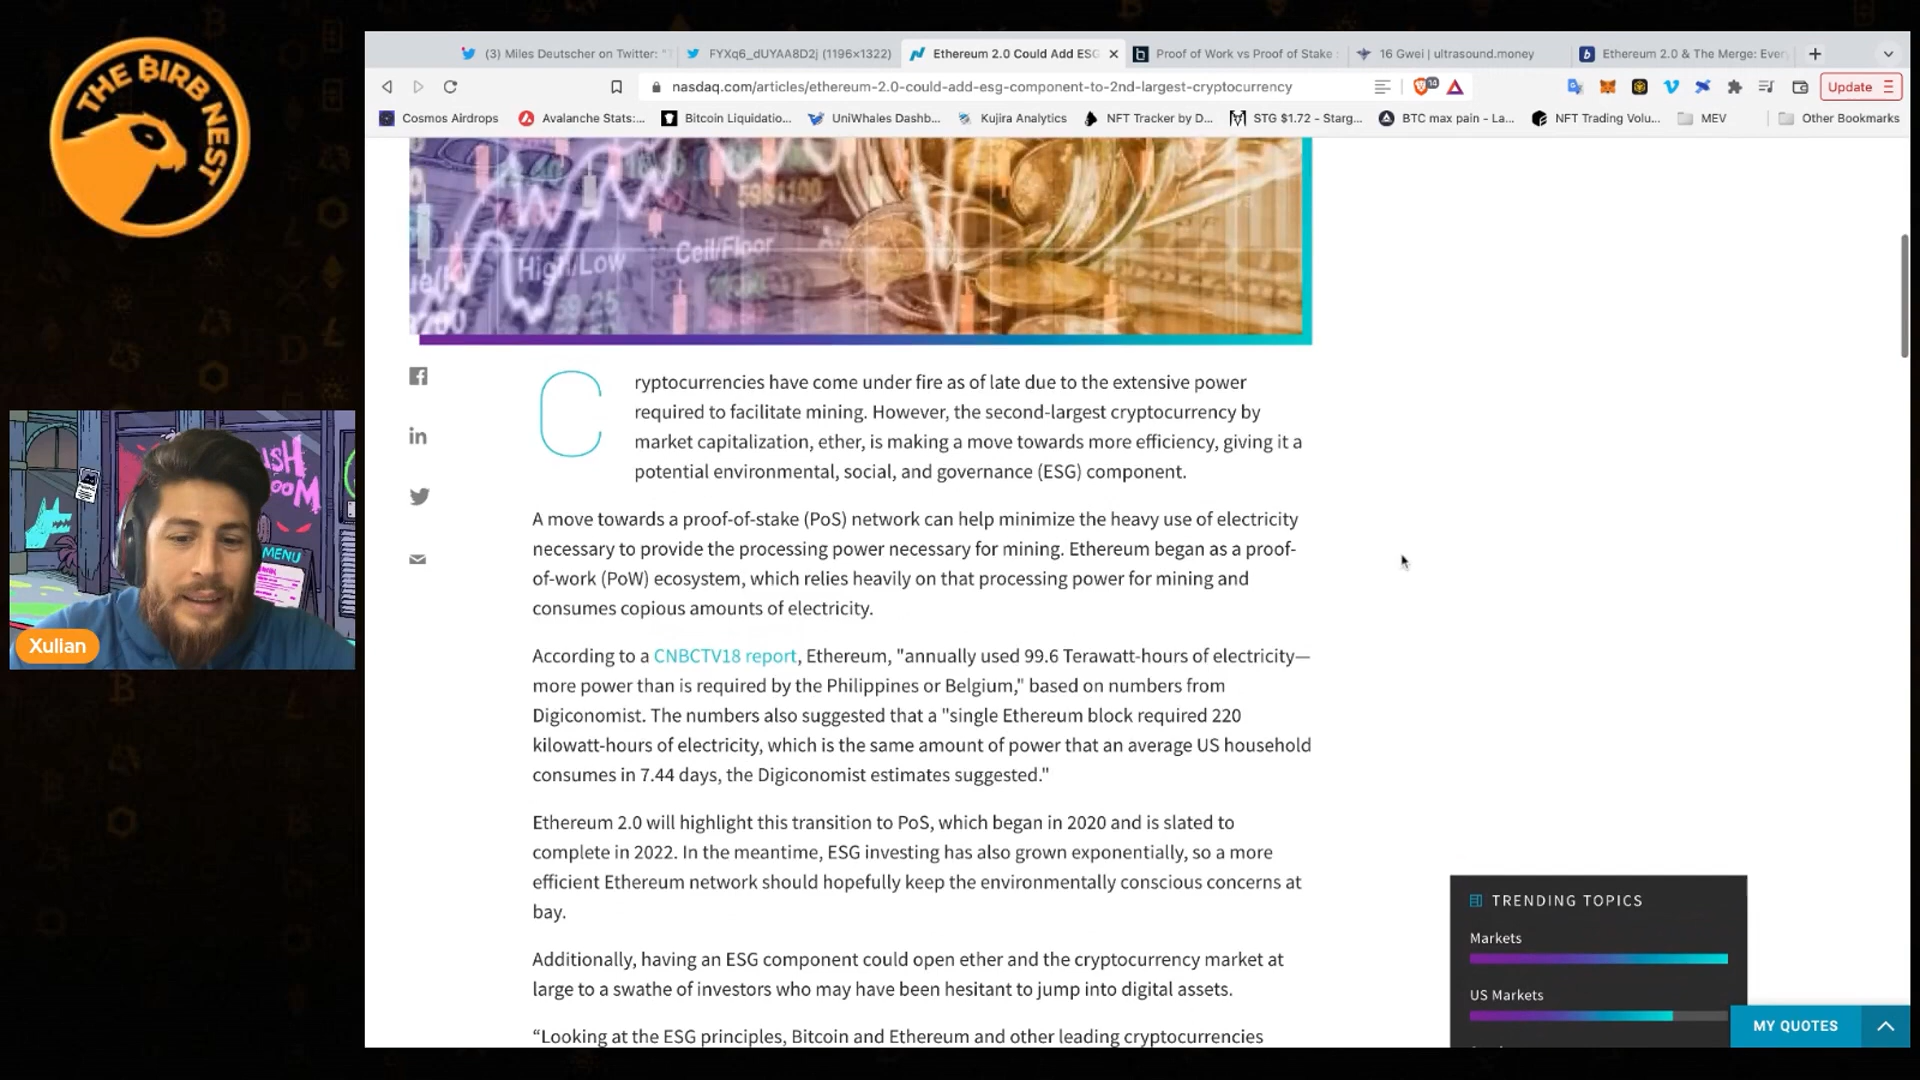 THE BIRB NEST
(3) Miles Deutscher on Twitter: "
FYXq6_dUYAA8D2j (1196×1322)
Ethereum 2.0 Could Add ESG
Proof of Work vs Proof of Stake
16 Gwei | ultrasound.money
Ethereum 2.0 & The Merge: Ever
nasdaq.com/articles/ethereum-2.0-could-add-esg-component-to-2nd-largest-cryptocurrency
14
Update
Cosmos Airdrops
Avalanche Stats:...
Bitcoin Liquidatio...
UniWhales Dashb...
Kujira Analytics
NFT Tracker by D...
STG $1.72 - Starg...
BTC max pain - La...
NFT Trading Volu...
MEV
Other Bookmarks
High/Low
Ceil/Floor
59.25
Cryptocurrencies have come under fire as of late due to the extensive power
required to facilitate mining. However, the second-largest cryptocurrency by
market capitalization, ether, is making a move towards more efficiency, giving it a
potential environmental, social, and governance (ESG) component.
A move towards a proof-of-stake (PoS) network can help minimize the heavy use of electricity
necessary to provide the processing power necessary for mining. Ethereum began as a proof-
of-work (PoW) ecosystem, which relies heavily on that processing power for mining and
consumes copious amounts of electricity.
According to a CNBCTV18 report, Ethereum, "annually used 99.6 Terawatt-hours of electricity—
more power than is required by the Philippines or Belgium," based on numbers from
Digiconomist. The numbers also suggested that a "single Ethereum block required 220
kilowatt-hours of electricity, which is the same amount of power that an average US household
consumes in 7.44 days, the Digiconomist estimates suggested."
Ethereum 2.0 will highlight this transition to PoS, which began in 2020 and is slated to
complete in 2022. In the meantime, ESG investing has also grown exponentially, so a more
efficient Ethereum network should hopefully keep the environmentally conscious concerns at
bay.
Additionally, having an ESG component could open ether and the cryptocurrency market at
large to a swathe of investors who may have been hesitant to jump into digital assets.
“Looking at the ESG principles, Bitcoin and Ethereum and other leading cryptocurrencies
TRENDING TOPICS
Markets
US Markets
MY QUOTES
MENU
Xulian